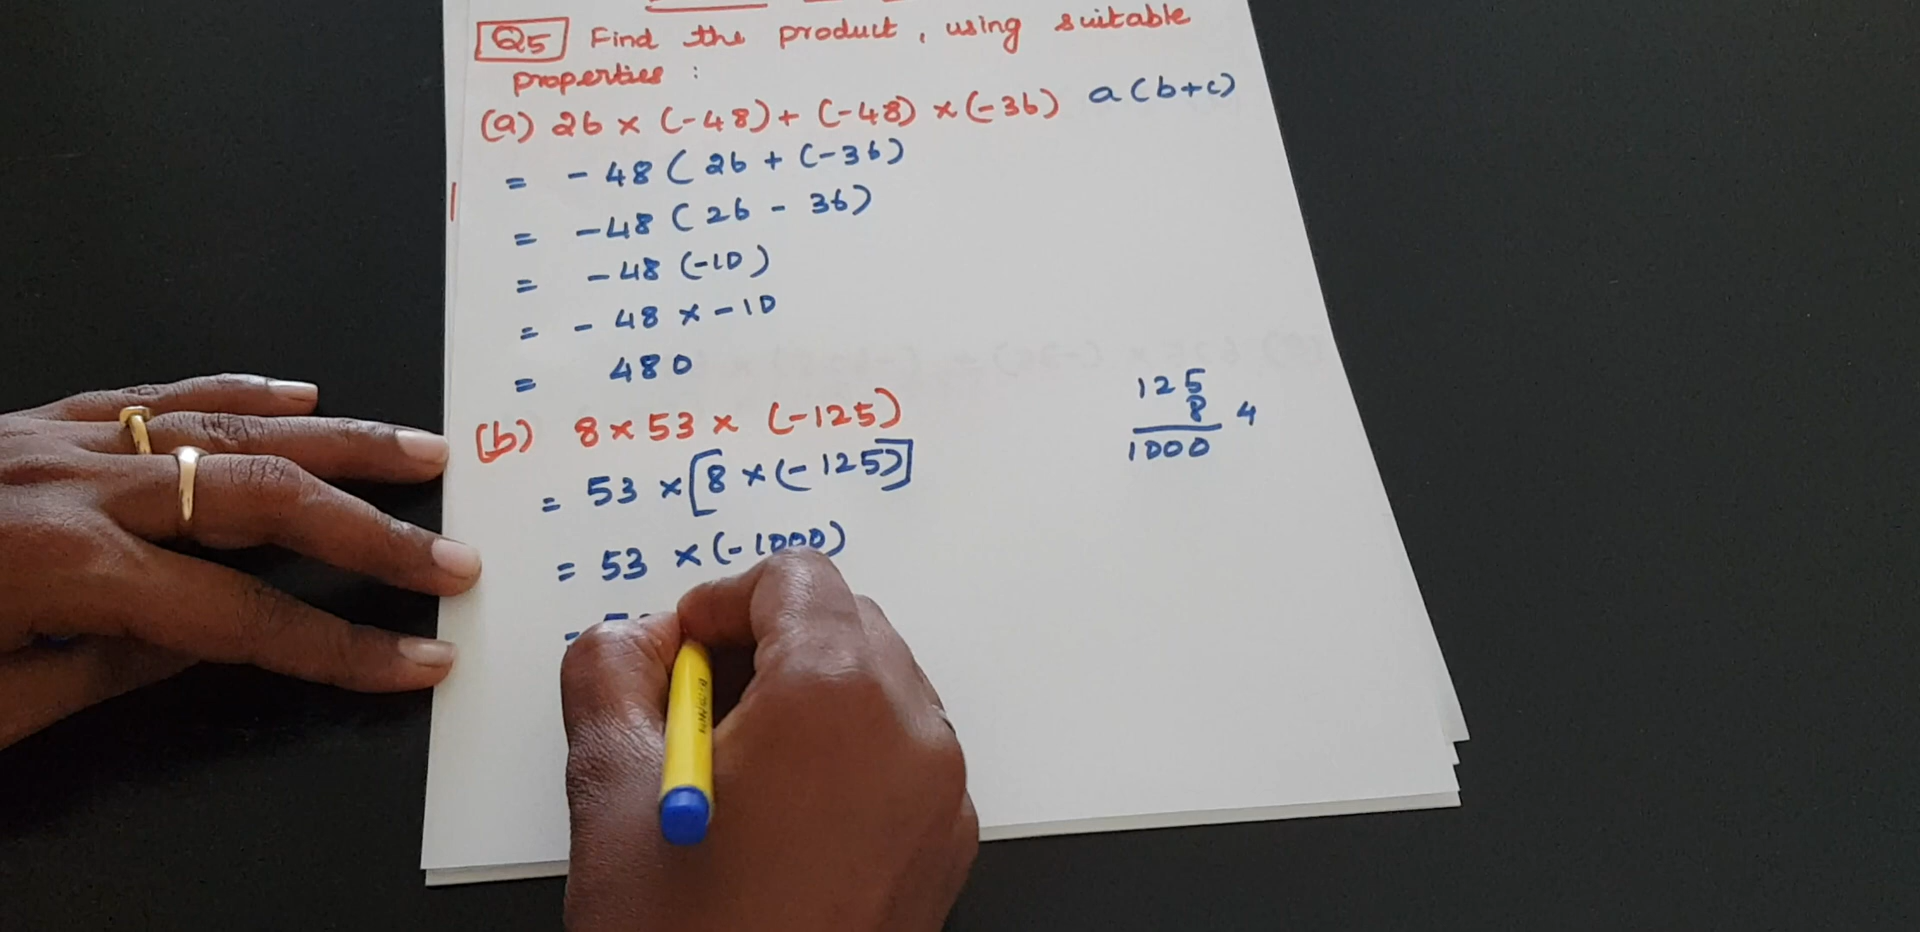 Q5 Find the product, using suitable
properties :
(a) 26 × (-48) + (-48) × (-36) a(b+c)
= -48 ( 26 + (-36)
= -48 ( 26 - 36)
= -48 (-10)
= -48 × -10
= 480
(b) 8 × 53 × (-125)
= 53 × [8 × (-125)]
= 53 × (-1000)
125
8 4
1000